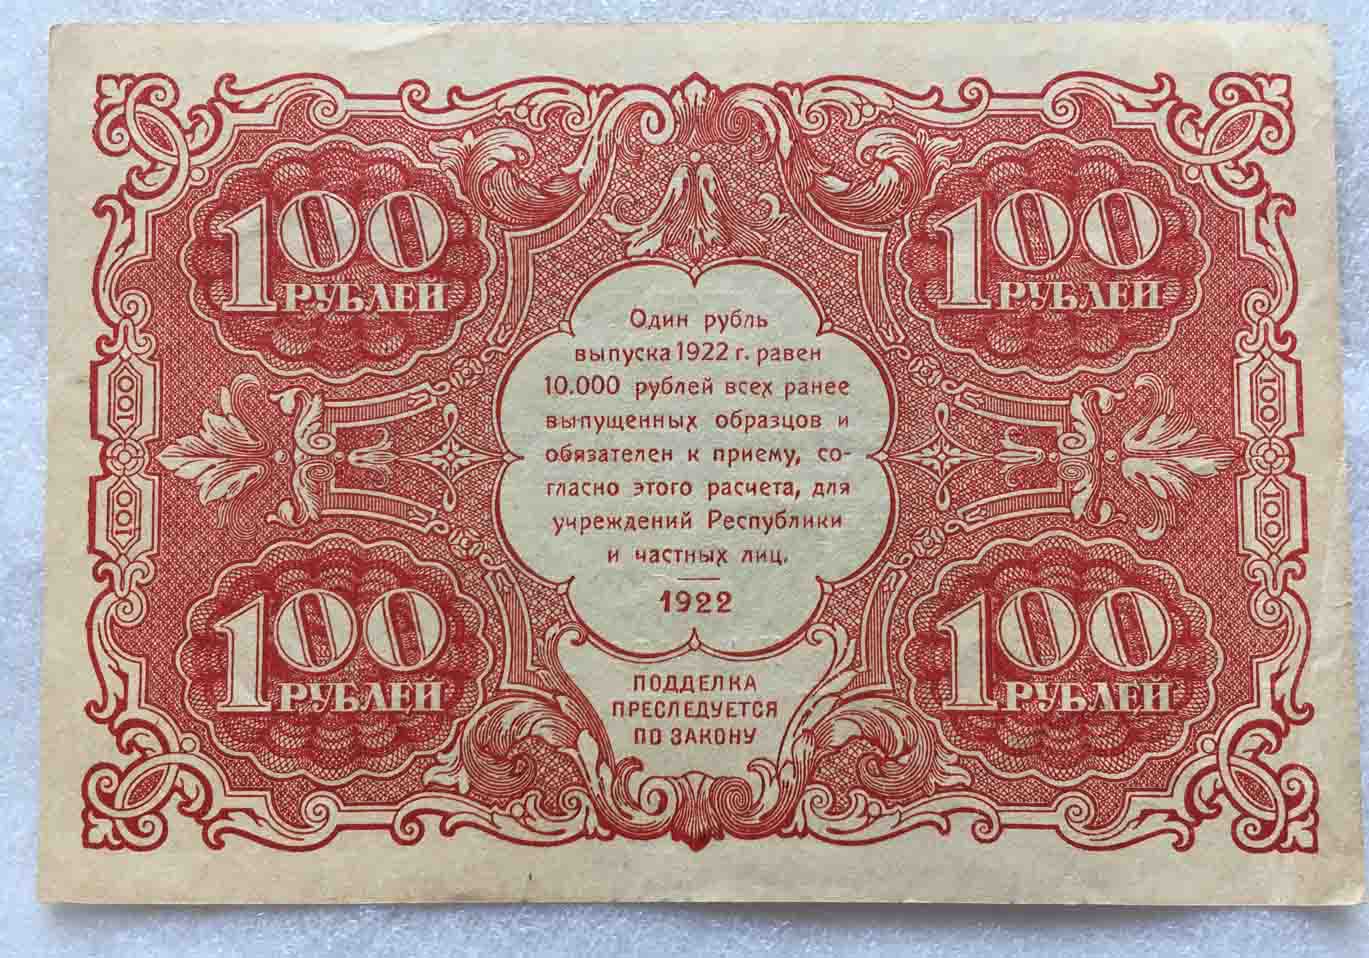 100 РУБЛЕЙ
100 РУБЛЕЙ
Один рубль
выпуска 1922 г. равен
10.000 рублей всех ранее
выпущенных образцов и
обязателен к приему, со-
гласно этого расчета, для
учреждений Республики
и частных лиц.
1922
100
100
100
100
100 РУБЛЕЙ
100 РУБЛЕЙ
ПОДДЕЛКА
ПРЕСЛЕДУЕТСЯ
ПО ЗАКОНУ